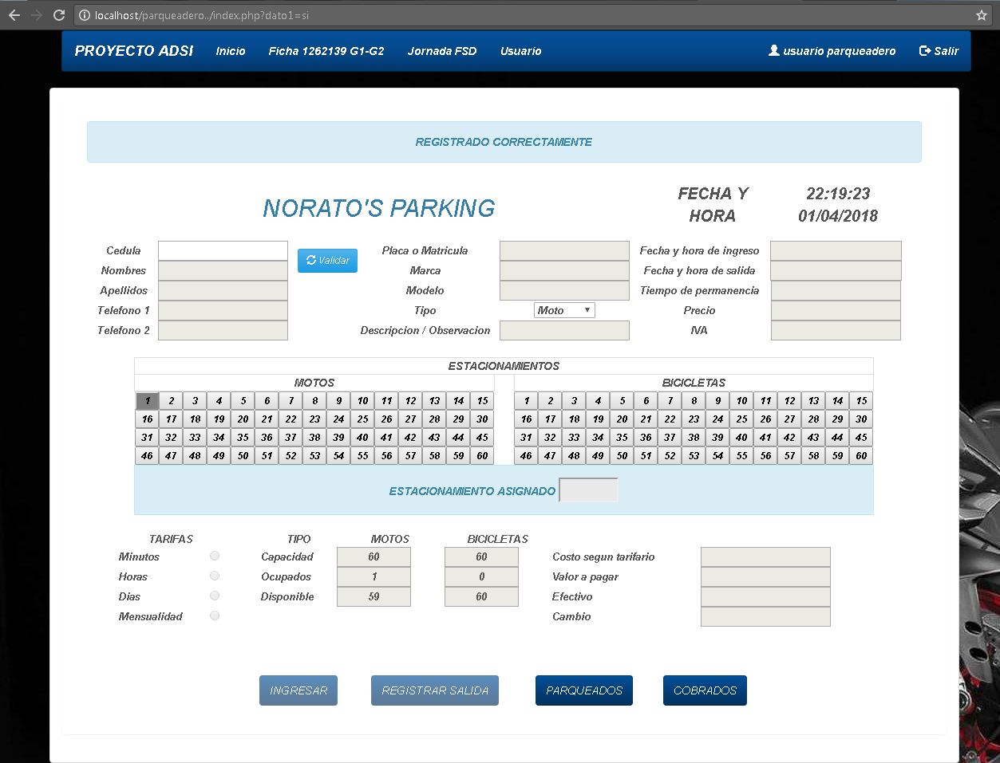 localhost/parqueadero../index.php?dato1=si
PROYECTO ADSI Inicio Ficha 1262139 G1-G2 Jornada FSD Usuario usuario parqueadero Salir
REGISTRADO CORRECTAMENTE
NORATO'S PARKING
FECHA Y HORA
22:19:23
01/04/2018
Cedula Validar Placa o Matricula Fecha y hora de ingreso
Nombres Marca Fecha y hora de salida
Apellidos Modelo Tiempo de permanencia
Telefono 1 Tipo Moto Precio
Telefono 2 Descripcion / Observacion IVA
ESTACIONAMIENTOS
MOTOS BICICLETAS
1 2 3 4 5 6 7 8 9 10 11 12 13 14 15 1 2 3 4 5 6 7 8 9 10 11 12 13 14 15
16 17 18 19 20 21 22 23 24 25 26 27 28 29 30 16 17 18 19 20 21 22 23 24 25 26 27 28 29 30
31 32 33 34 35 36 37 38 39 40 41 42 43 44 45 31 32 33 34 35 36 37 38 39 40 41 42 43 44 45
46 47 48 49 50 51 52 53 54 55 56 57 58 59 60 46 47 48 49 50 51 52 53 54 55 56 57 58 59 60
ESTACIONAMIENTO ASIGNADO
TARIFAS TIPO MOTOS BICICLETAS
Minutos Capacidad 60 60 Costo segun tarifario
Horas Ocupados 1 0 Valor a pagar
Dias Disponible 59 60 Efectivo
Mensualidad Cambio
INGRESAR REGISTRAR SALIDA PARQUEADOS COBRADOS